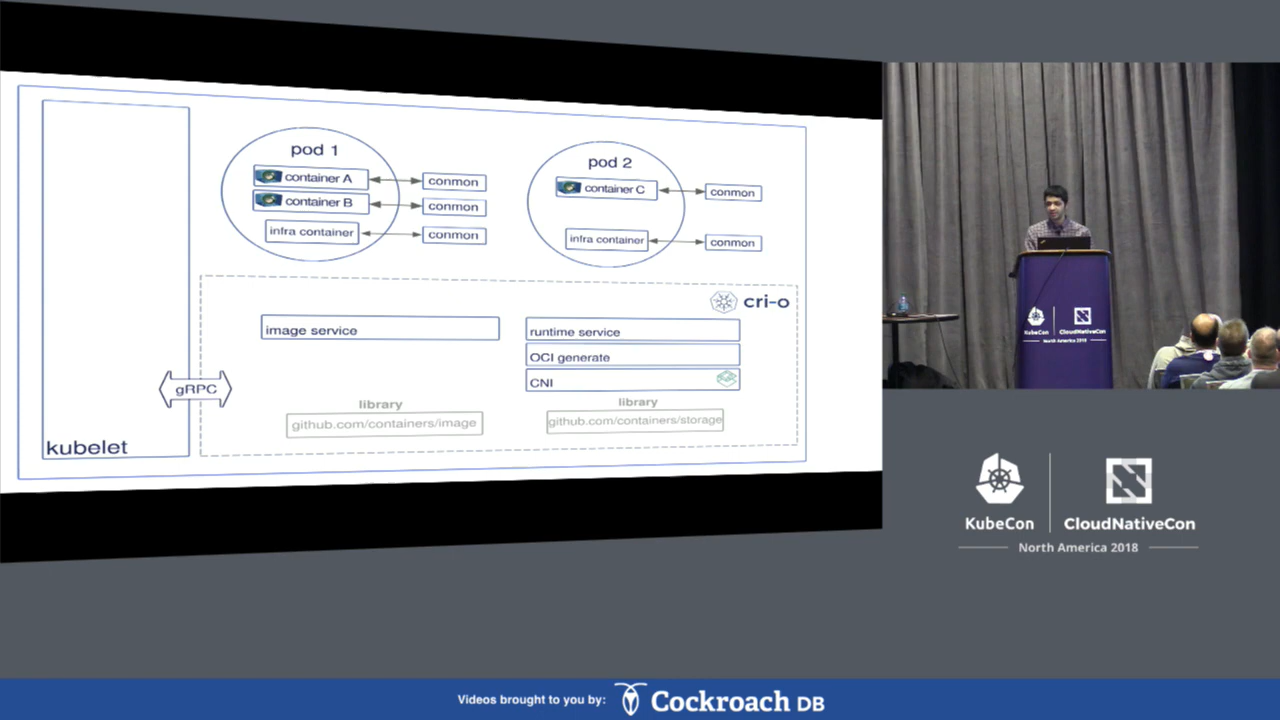 pod 1
container A
conmon
container B
conmon
infra container
conmon
pod 2
container C
conmon
infra container
conmon
cri-o
image service
runtime service
OCI generate
CNI
gRPC
library
github.com/containers/image
library
github.com/containers/storage
kubelet
KubeCon
CloudNativeCon
North America 2018
KubeCon
CloudNativeCon
North America 2018
Videos brought to you by:
Cockroach DB